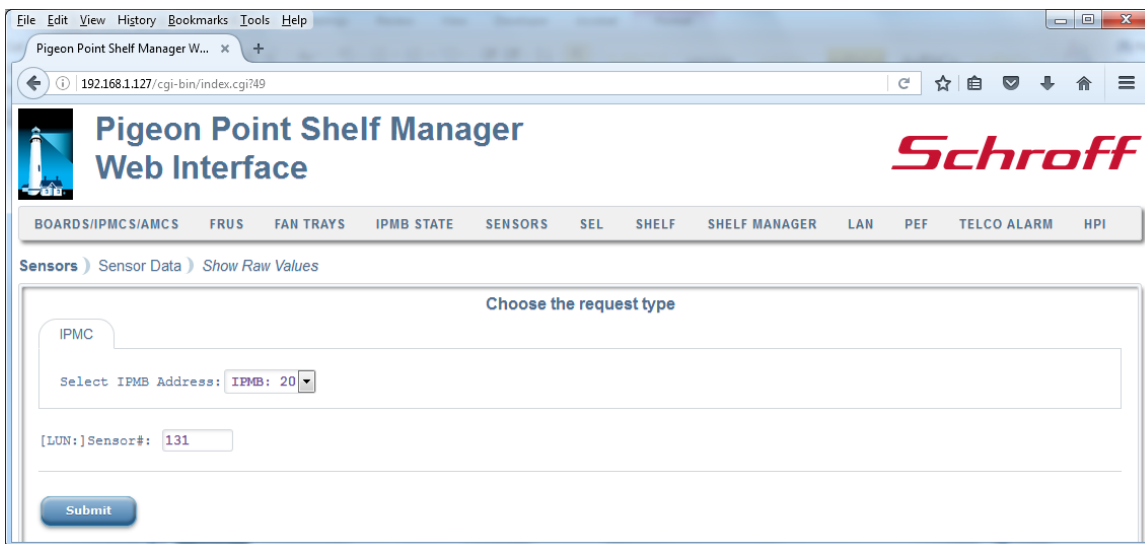 File Edit View History Bookmarks Tools Help
Pigeon Point Shelf Manager W... × +
192.168.1.127/cgi-bin/index.cgi?49
Pigeon Point Shelf Manager
Web Interface
Schroff
BOARDS/IPMCS/AMCS FRUS FAN TRAYS IPMB STATE SENSORS SEL SHELF SHELF MANAGER LAN PEF TELCO ALARM HPI
Sensors ) Sensor Data ) Show Raw Values
Choose the request type
IPMC
Select IPMB Address: IPMB: 20
[LUN:]Sensor#: 131
Submit